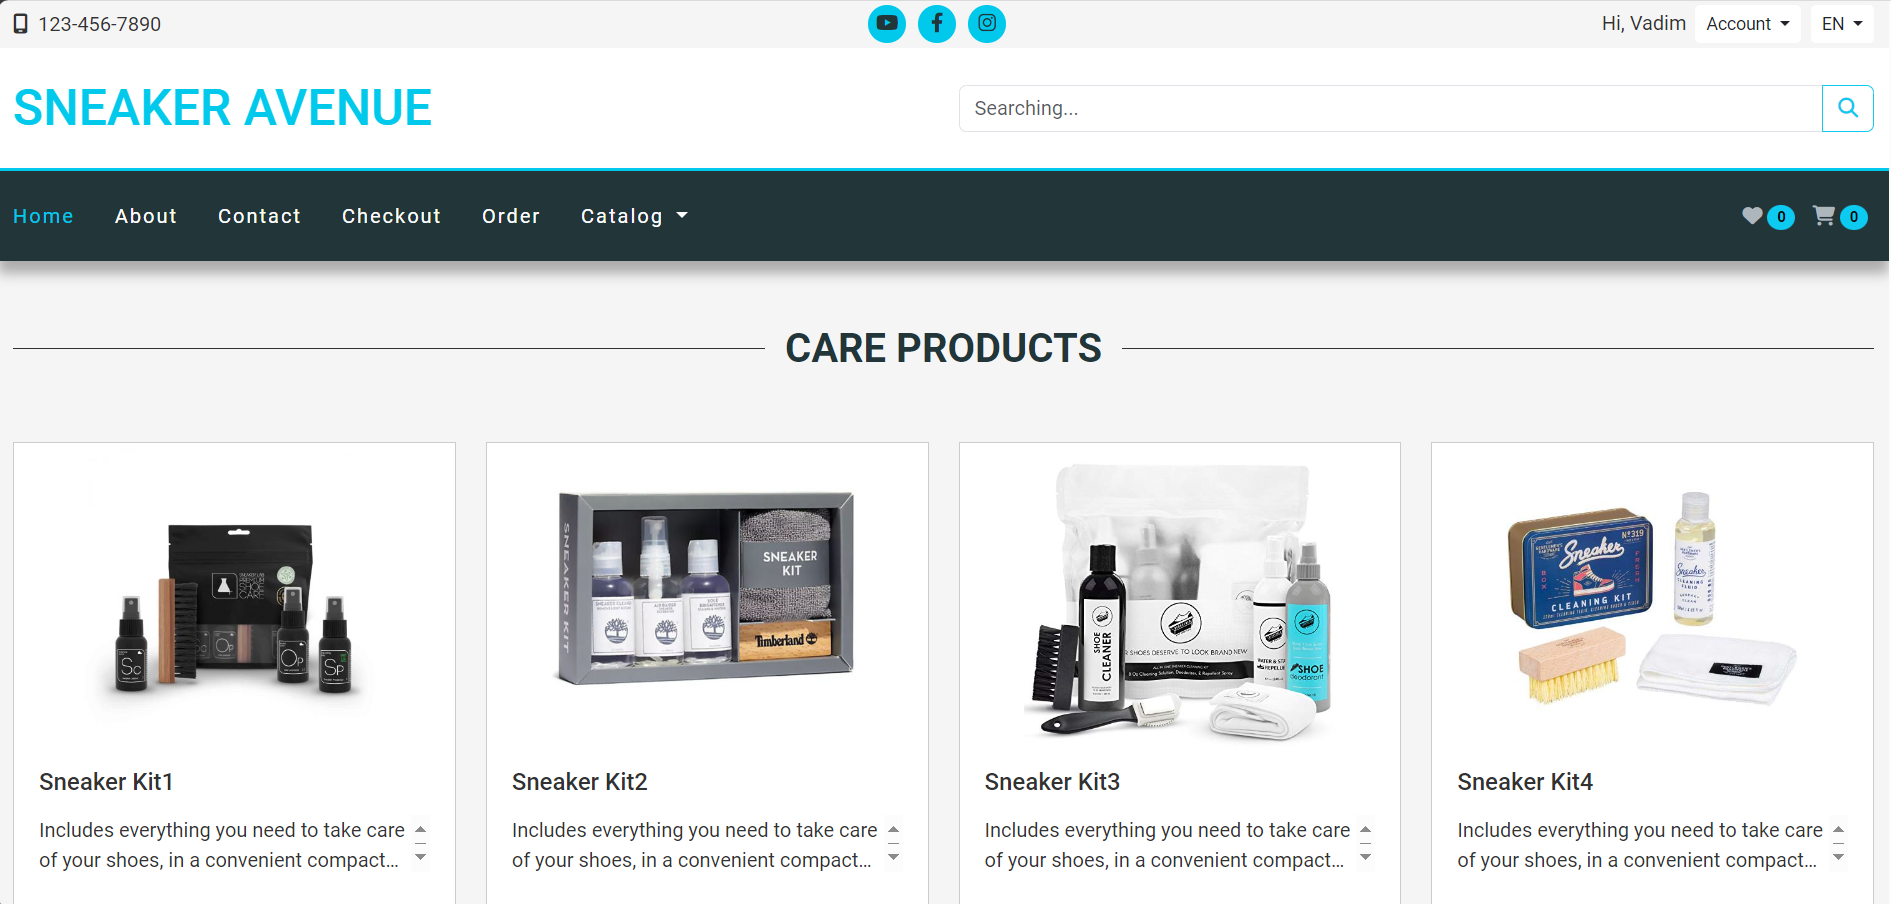 123-456-7890
Hi, Vadim
Account
EN
SNEAKER AVENUE
Searching...
Home
About
Contact
Checkout
Order
Catalog
0
0
CARE PRODUCTS
Sc
Op
Sp
SNEAKER KIT
SNEAKER
KIT
Timberland
SHOE
CLEANER
SHOES DESERVE TO LOOK BRAND NEW
SHOE
deodorant
Nº319
Sneaker
CLEANING KIT
Sneaker
Sneaker Kit1
Includes everything you need to take care
of your shoes, in a convenient compact...
Sneaker Kit2
Includes everything you need to take care
of your shoes, in a convenient compact...
Sneaker Kit3
Includes everything you need to take care
of your shoes, in a convenient compact...
Sneaker Kit4
Includes everything you need to take care
of your shoes, in a convenient compact...